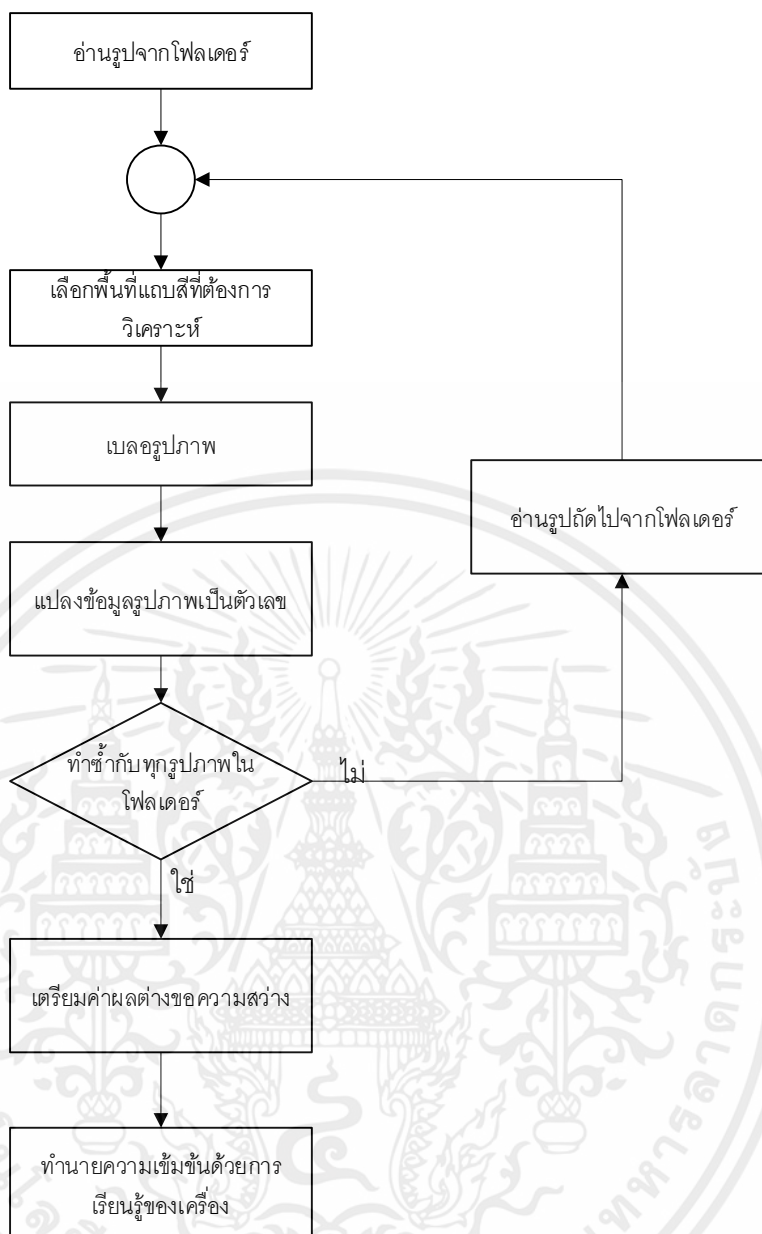 อ่านรูปจากโฟลเดอร์
เลือกพื้นที่แถบสีที่ต้องการ
วิเคราะห์
เบลอรูปภาพ
อ่านรูปถัดไปจากโฟลเดอร์
แปลงข้อมูลรูปภาพเป็นตัวเลข
ทำซ้ำกับทุกรูปภาพใน
โฟลเดอร์
ไม่
ใช่
เตรียมค่าผลต่างขอความสว่าง
ทำนายความเข้มข้นด้วยการ
เรียนรู้ของเครื่อง